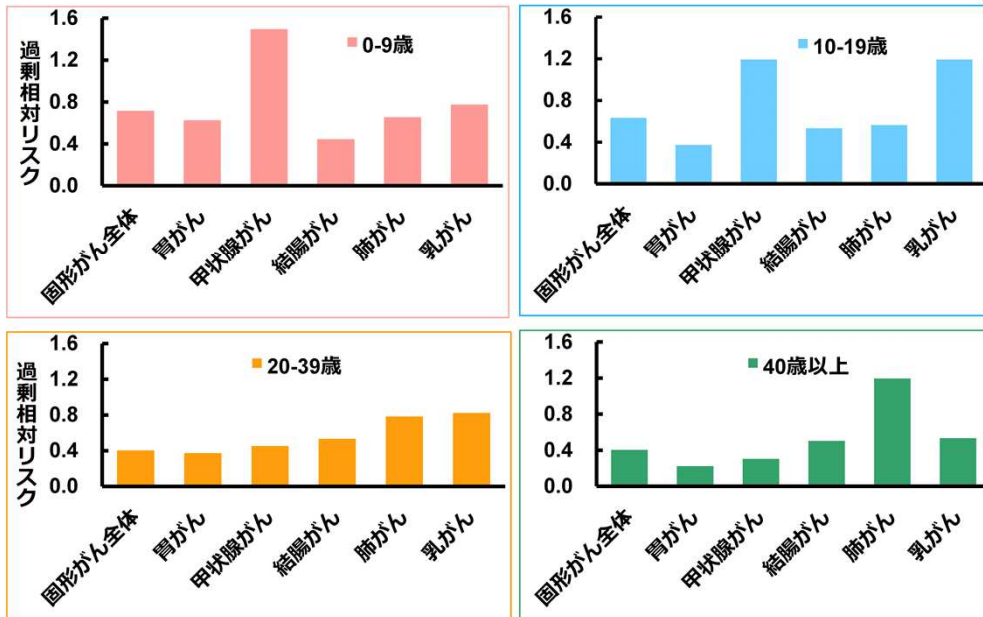 過剰相対リスク
1.6
1.2
0.8
0.4
0.0
0-9歳
固形がん全体
胃がん
甲状腺がん
結腸がん
肺がん
乳がん
1.6
1.2
0.8
0.4
0.0
10-19歳
固形がん全体
胃がん
甲状腺がん
結腸がん
肺がん
乳がん
過剰相対リスク
1.6
1.2
0.8
0.4
0.0
20-39歳
固形がん全体
胃がん
甲状腺がん
結腸がん
肺がん
乳がん
1.6
1.2
0.8
0.4
0.0
40歳以上
固形がん全体
胃がん
甲状腺がん
結腸がん
肺がん
乳がん